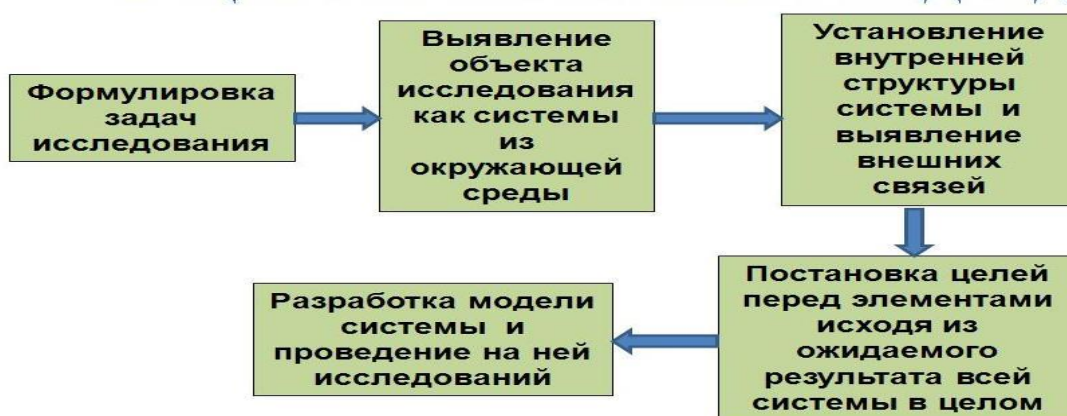 Формулировка
задач
исследования
Выявление
объекта
исследования
как системы
из
окружающей
среды
Установление
внутренней
структуры
системы и
выявление
внешних
связей
Постановка целей
перед элементами
исходя из
ожидаемого
результата всей
системы в целом
Разработка модели
системы и
проведение на ней
исследований